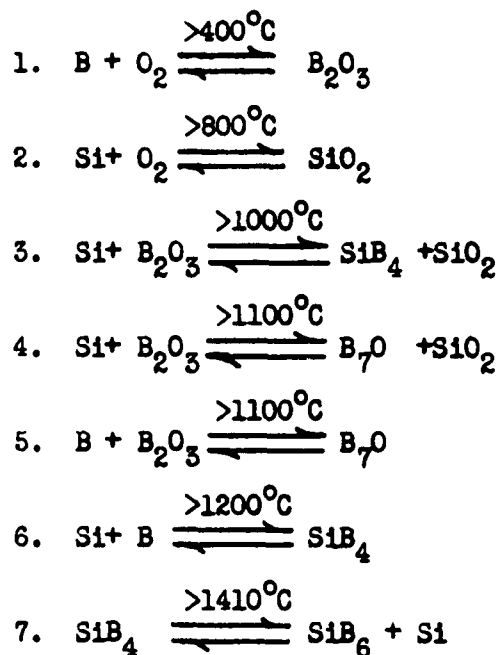 >400°C
1. B + O₂ ⇌ B₂O₃
>800°C
2. Si+ O₂ ⇌ SiO₂
>1000°C
3. Si+ B₂O₃ ⇌ SiB₄ +SiO₂
>1100°C
4. Si+ B₂O₃ ⇌ B₇O +SiO₂
>1100°C
5. B + B₂O₃ ⇌ B₇O
>1200°C
6. Si+ B ⇌ SiB₄
>1410°C
7. SiB₄ ⇌ SiB₆ + Si